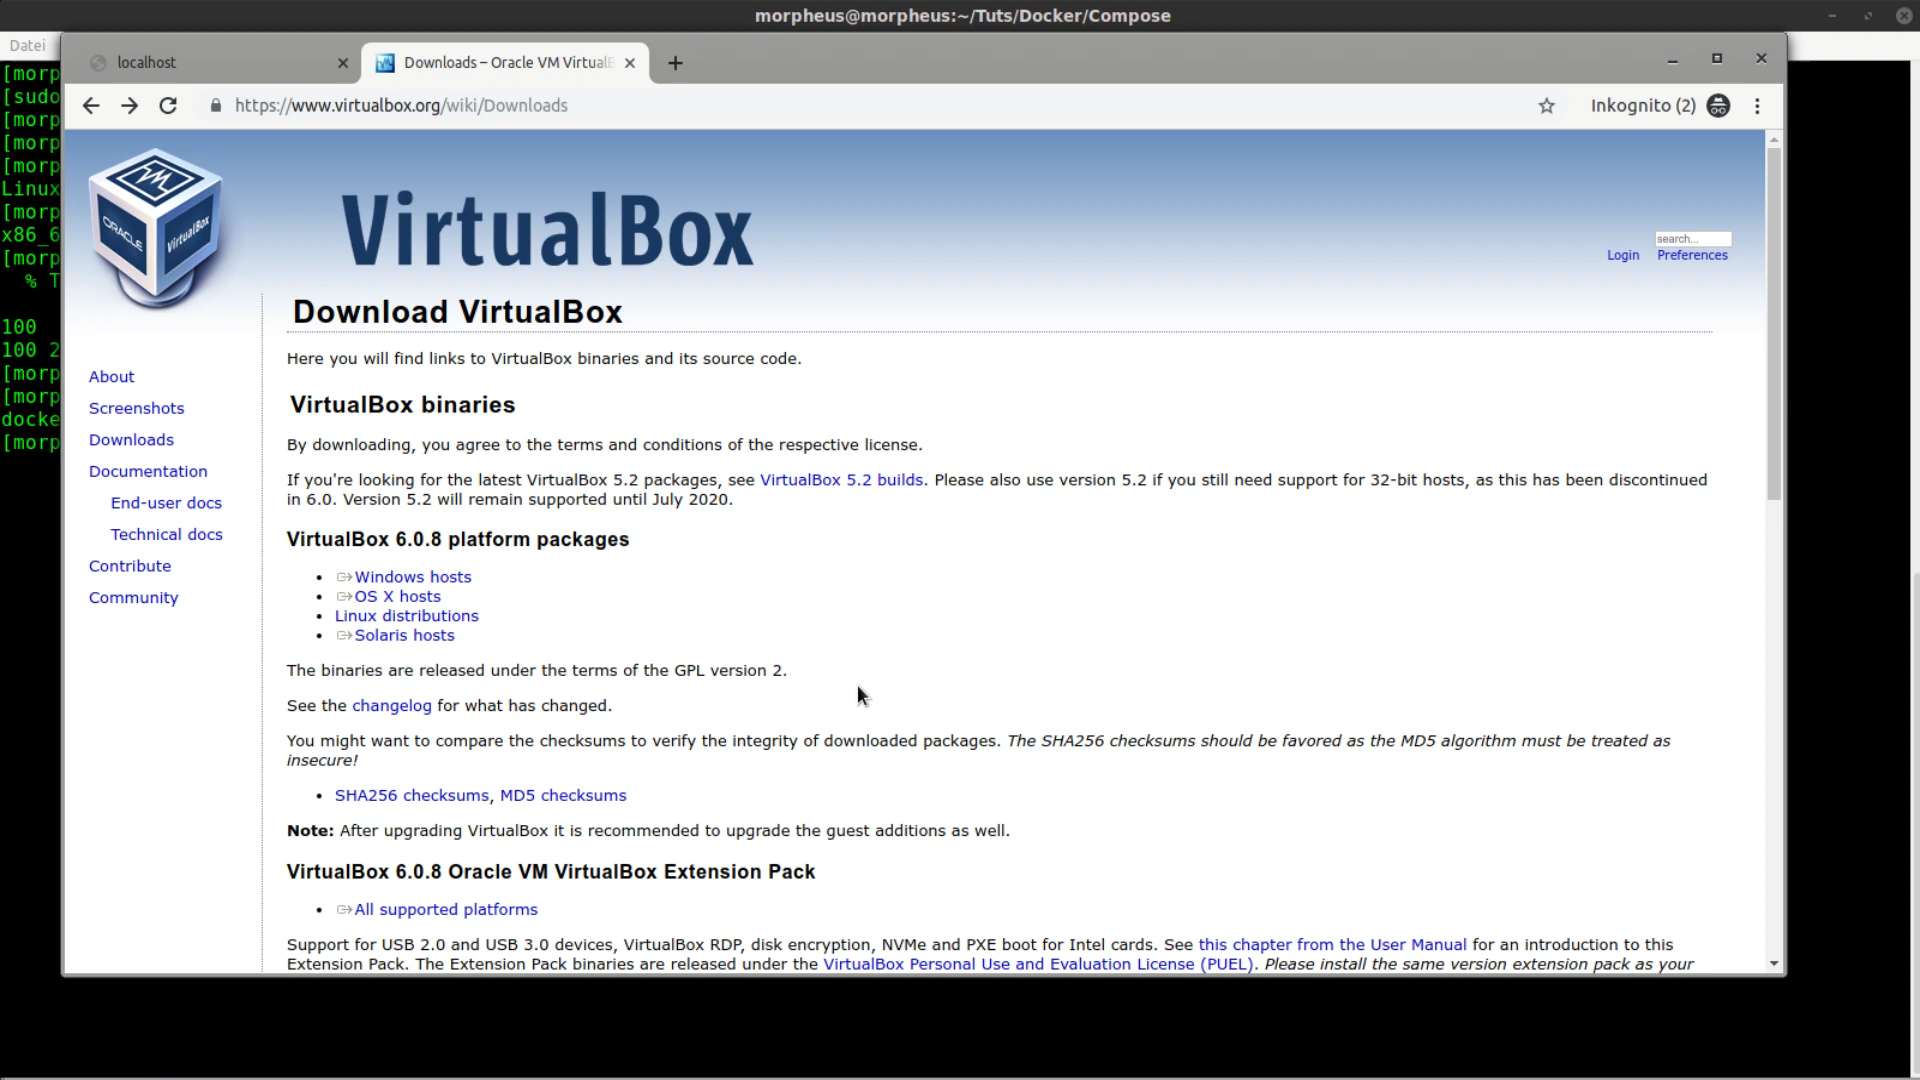 morpheus@morpheus:~/Tuts/Docker/Compose
Datei
localhost
Downloads – Oracle VM Virtual
https://www.virtualbox.org/wiki/Downloads
Inkognito (2)
[morp
[sudo
[morp
[morp
[morp
Linux
[morp
x86_6
[morp
% T
100
100 2
[morp
[morp
docke
[morp
ORACLE
VirtualBox
VirtualBox
search...
Login Preferences
About
Screenshots
Downloads
Documentation
End-user docs
Technical docs
Contribute
Community
Download VirtualBox
Here you will find links to VirtualBox binaries and its source code.
VirtualBox binaries
By downloading, you agree to the terms and conditions of the respective license.
If you're looking for the latest VirtualBox 5.2 packages, see VirtualBox 5.2 builds. Please also use version 5.2 if you still need support for 32-bit hosts, as this has been discontinued
in 6.0. Version 5.2 will remain supported until July 2020.
VirtualBox 6.0.8 platform packages
Windows hosts
OS X hosts
Linux distributions
Solaris hosts
The binaries are released under the terms of the GPL version 2.
See the changelog for what has changed.
You might want to compare the checksums to verify the integrity of downloaded packages. The SHA256 checksums should be favored as the MD5 algorithm must be treated as
insecure!
SHA256 checksums, MD5 checksums
Note: After upgrading VirtualBox it is recommended to upgrade the guest additions as well.
VirtualBox 6.0.8 Oracle VM VirtualBox Extension Pack
All supported platforms
Support for USB 2.0 and USB 3.0 devices, VirtualBox RDP, disk encryption, NVMe and PXE boot for Intel cards. See this chapter from the User Manual for an introduction to this
Extension Pack. The Extension Pack binaries are released under the VirtualBox Personal Use and Evaluation License (PUEL). Please install the same version extension pack as your